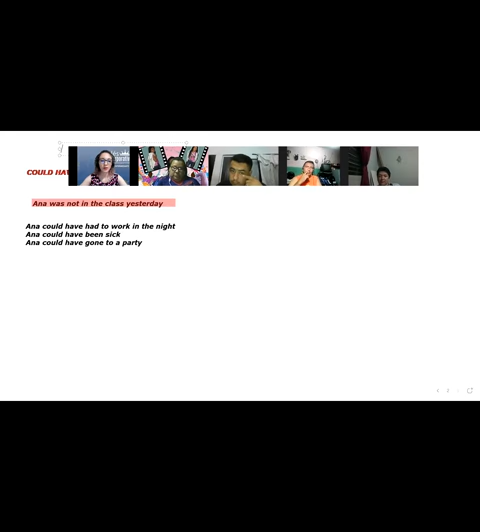 COULD HAV
Ana was not in the class yesterday
Ana could have had to work in the night
Ana could have been sick
Ana could have gone to a party